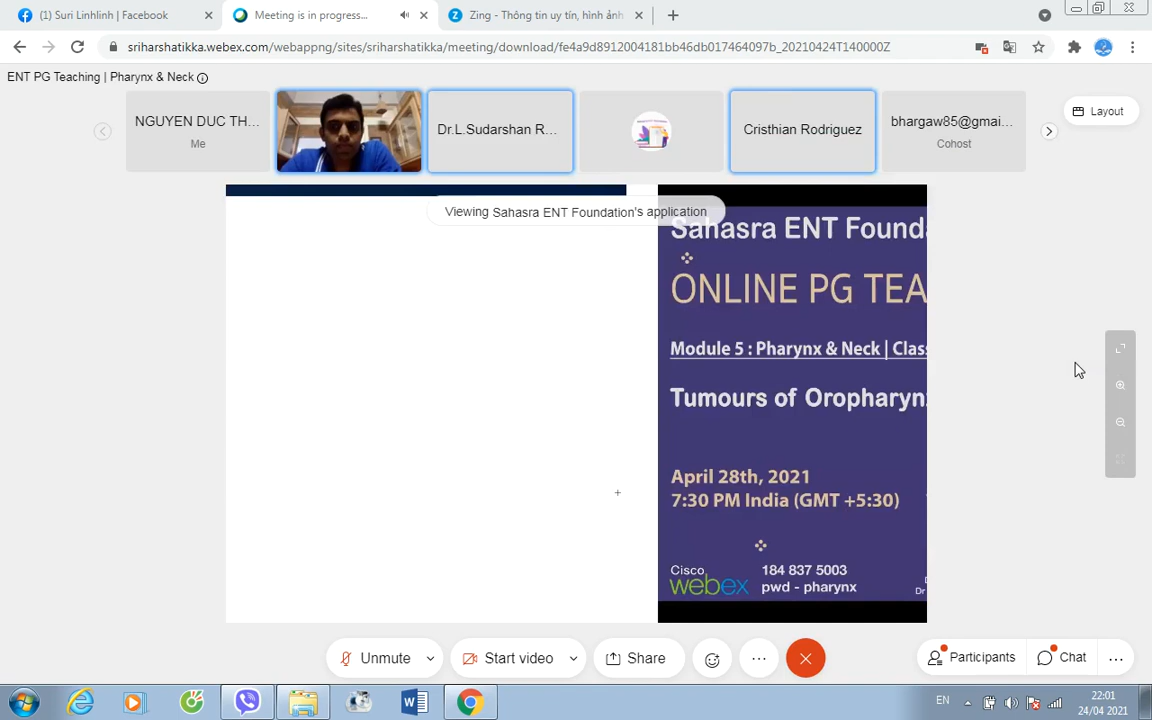 (1) Suri Linhlinh | Facebook
Meeting is in progress...
Zing - Thông tin uy tín, hình ảnh
sriharshatikka.webex.com/webappng/sites/sriharshatikka/meeting/download/fe4a9d8912004181bb46db017464097b_20210424T140000Z
ENT PG Teaching | Pharynx & Neck
NGUYEN DUC TH...
Me
Dr.L.Sudarshan R...
Cristhian Rodriguez
bhargaw85@gmai...
Cohost
Layout
Viewing Sahasra ENT Foundation's application
Sahasra ENT Founda
ONLINE PG TEA
Module 5 : Pharynx & Neck | Clas
Tumours of Oropharyn
April 28th, 2021
7:30 PM India (GMT +5:30)
Cisco
webex
184 837 5003
pwd - pharynx
Dr
Unmute
Start video
Share
Participants
Chat
EN
22:01
24/04/2021